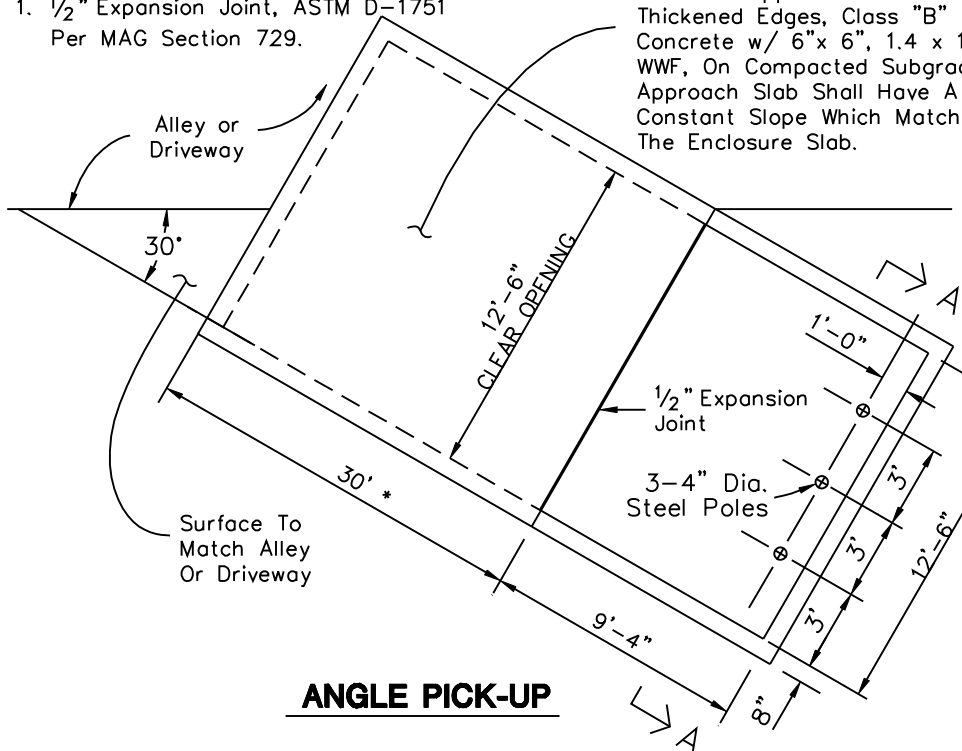 1. 1/2" Expansion Joint, ASTM D-1751
Per MAG Section 729.
Thickened Edges, Class "B"
Concrete w/ 6"x 6", 1.4 x 1
WWF, On Compacted Subgrad
Approach Slab Shall Have A
Constant Slope Which Match
The Enclosure Slab.
Alley or
Driveway
30°
12'-6"
CLEAR OPENING
A
1'-0"
1/2" Expansion
Joint
3-4" Dia.
Steel Poles
3'
3'
3'
12'-6"
30' *
Surface To
Match Alley
Or Driveway
9'-4"
8"
A
ANGLE PICK-UP